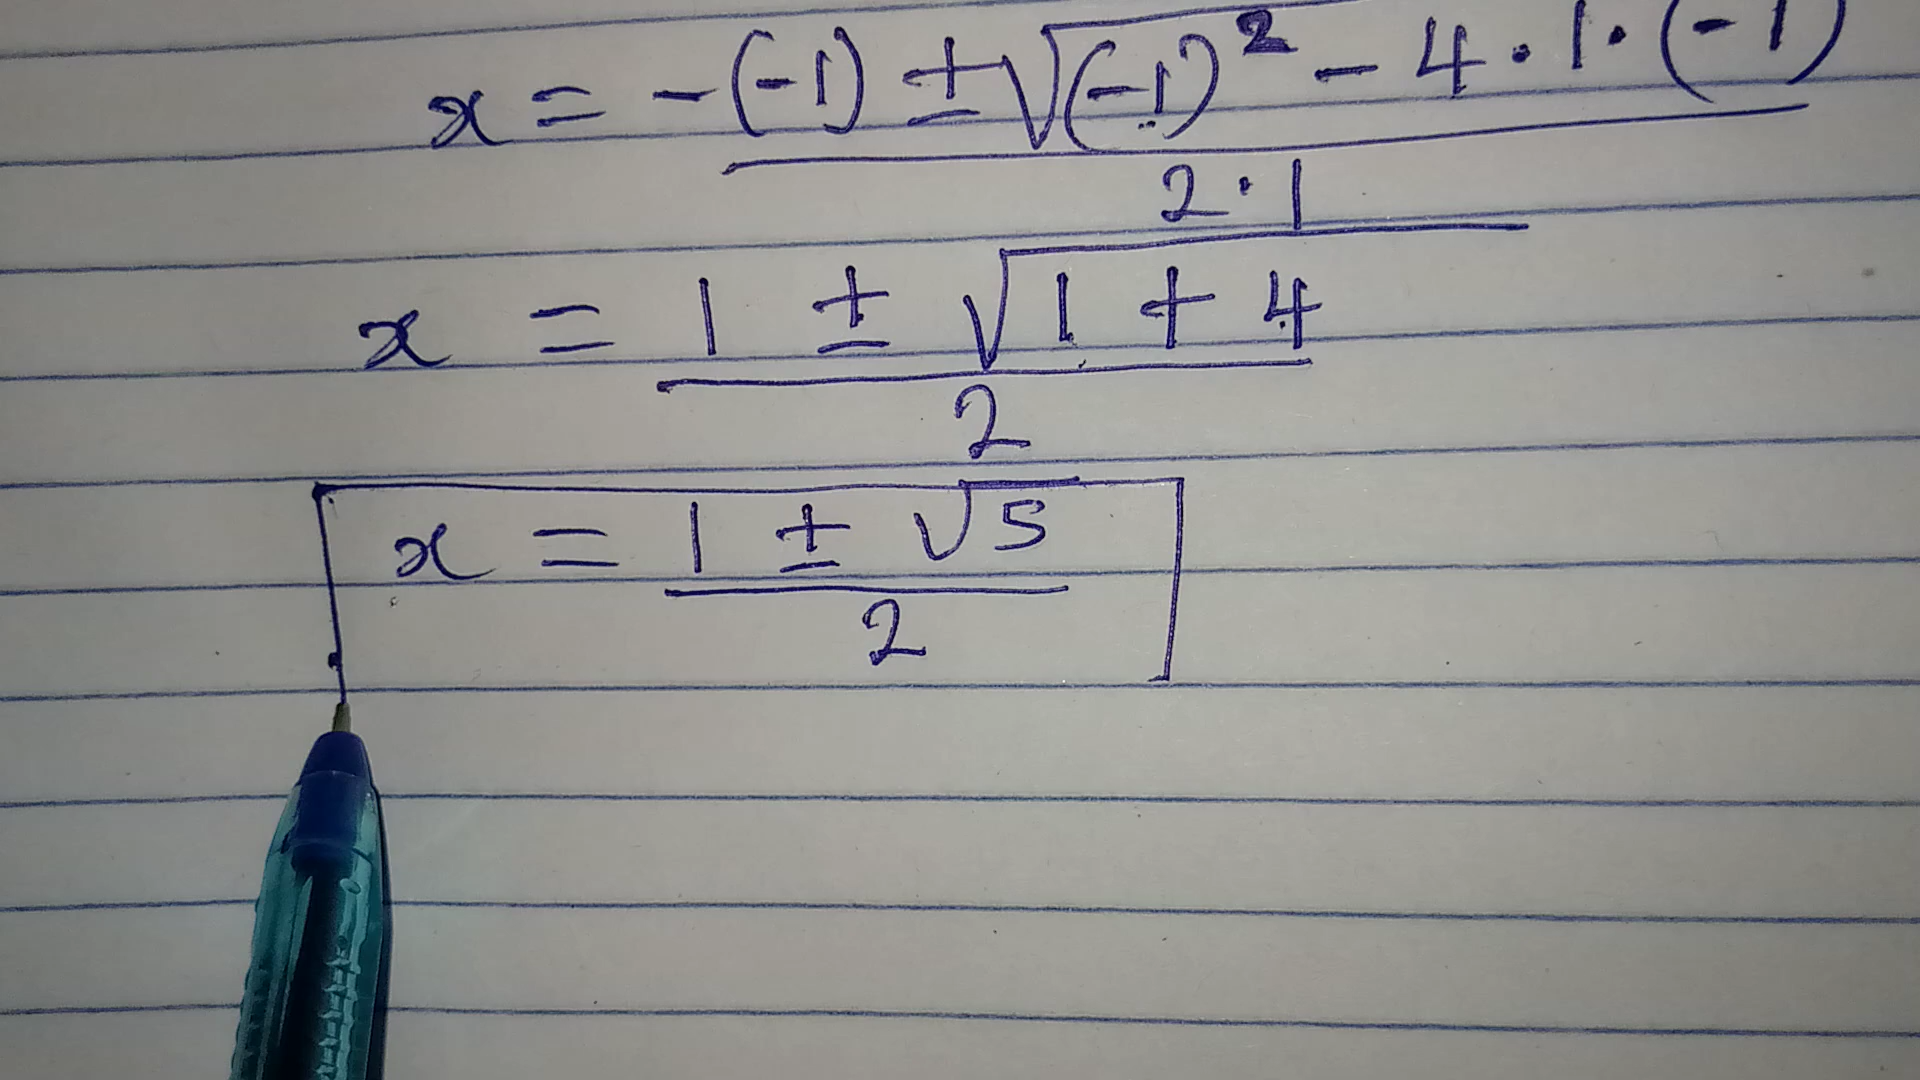 x = -(-1) ± √(-1)² - 4 · 1 · (-1)
2 · 1
x = 1 ± √1 + 4
2
x = 1 ± √5
2